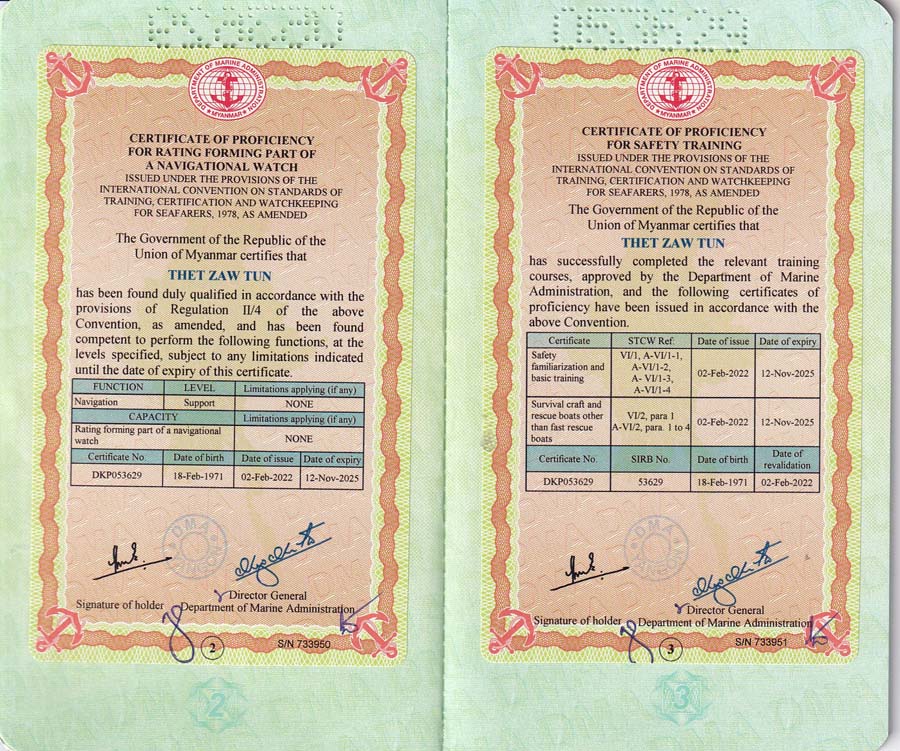 053629
DEPARTMENT OF MARINE ADMINISTRATION
MYANMAR
CERTIFICATE OF PROFICIENCY
FOR RATING FORMING PART OF
A NAVIGATIONAL WATCH
ISSUED UNDER THE PROVISIONS OF THE
INTERNATIONAL CONVENTION ON STANDARDS OF
TRAINING, CERTIFICATION AND WATCHKEEPING
FOR SEAFARERS, 1978, AS AMENDED
The Government of the Republic of the
Union of Myanmar certifies that
THET ZAW TUN
has been found duly qualified in accordance with the
provisions of Regulation II/4 of the above
Convention, as amended, and has been found
competent to perform the following functions, at
the levels specified, subject to any limitations indicated
until the date of expiry of this certificate.
FUNCTION LEVEL Limitations applying (if any)
Navigation Support NONE
CAPACITY Limitations applying (if any)
Rating forming part of a navigational
watch NONE
Certificate No. Date of birth Date of issue Date of expiry
DKP053629 18-Feb-1971 02-Feb-2022 12-Nov-2025
DMA
YANGON
Signature of holder
Director General
Department of Marine Administration
2
S/N 733950
2
053629
DEPARTMENT OF MARINE ADMINISTRATION
MYANMAR
CERTIFICATE OF PROFICIENCY
FOR SAFETY TRAINING
ISSUED UNDER THE PROVISIONS OF THE
INTERNATIONAL CONVENTION ON STANDARDS OF
TRAINING, CERTIFICATION AND WATCHKEEPING
FOR SEAFARERS, 1978, AS AMENDED
The Government of the Republic of the
Union of Myanmar certifies that
THET ZAW TUN
has successfully completed the relevant training
courses, approved by the Department of Marine
Administration, and the following certificates of
proficiency have been issued in accordance with the
above Convention.
Certificate STCW Ref. Date of issue Date of expiry
Safety
familiarization and
basic training
VI/1, A-VI/1-1,
A-VI/1-2,
A- VI/1-3,
A-VI/1-4
02-Feb-2022 12-Nov-2025
Survival craft and
rescue boats other
than fast rescue
boats
VI/2, para 1
A-VI/2, para. 1 to 4
02-Feb-2022 12-Nov-2025
Certificate No. SIRB No. Date of birth Date of
revalidation
DKP053629 53629 18-Feb-1971 02-Feb-2022
DMA
YANGON
Signature of holder
Director General
Department of Marine Administration
3
S/N 733951
3